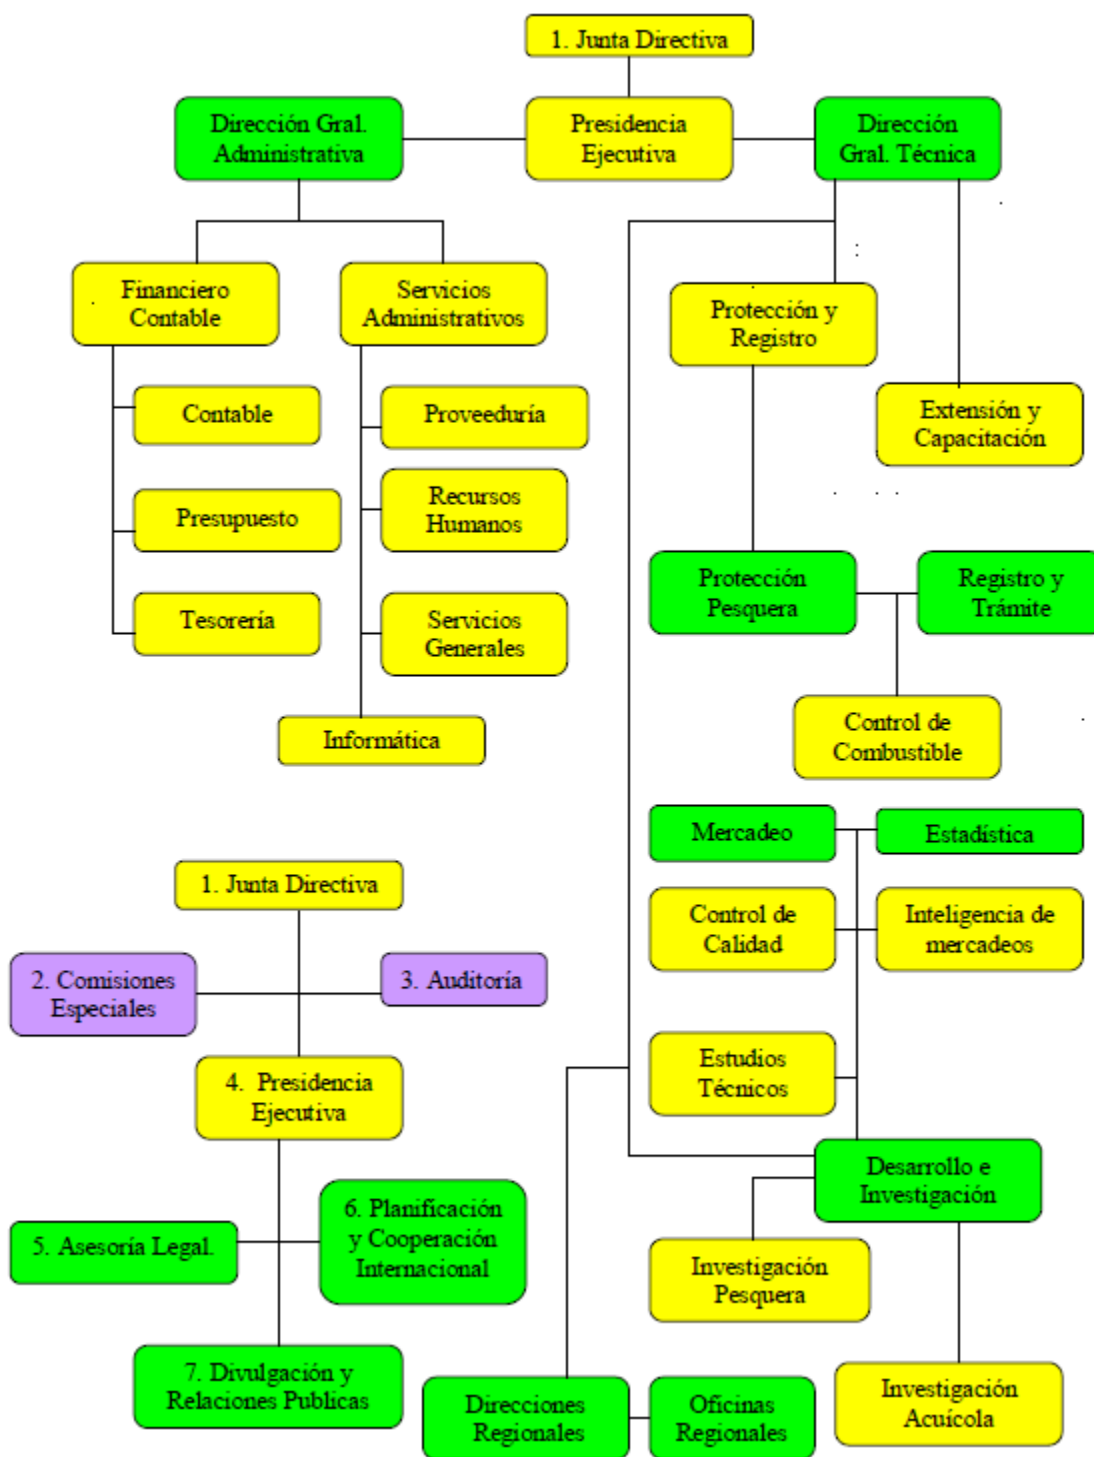 1. Junta Directiva
Dirección Gral.
Administrativa
Presidencia
Ejecutiva
Dirección
Gral. Técnica
Financiero
Contable
Servicios
Administrativos
Protección y
Registro
Contable
Proveeduría
Extensión y
Capacitación
Presupuesto
Recursos
Humanos
Tesorería
Servicios
Generales
Informática
Protección
Pesquera
Registro y
Trámite
Control de
Combustible
Mercadeo
Estadística
Control de
Calidad
Inteligencia de
mercadeos
Estudios
Técnicos
Desarrollo e
Investigación
Investigación
Pesquera
Investigación
Acuícola
Direcciones
Regionales
Oficinas
Regionales
1. Junta Directiva
2. Comisiones
Especiales
3. Auditoría
4. Presidencia
Ejecutiva
5. Asesoría Legal.
6. Planificación
y Cooperación
Internacional
7. Divulgación y
Relaciones Publicas